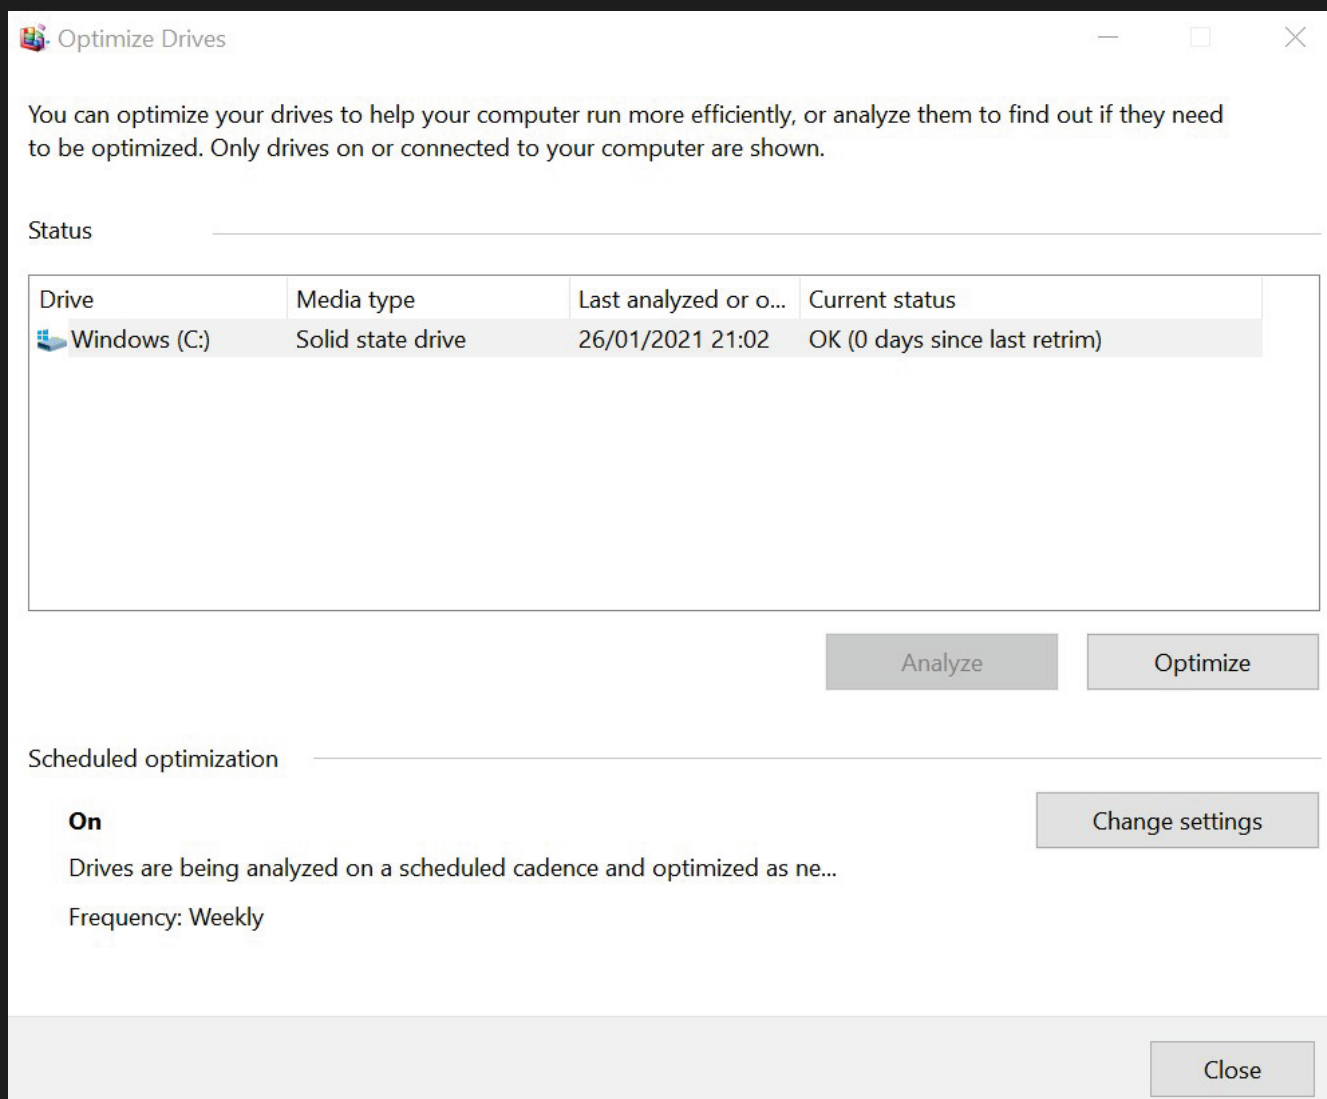 Optimize Drives
You can optimize your drives to help your computer run more efficiently, or analyze them to find out if they need
to be optimized. Only drives on or connected to your computer are shown.
Status
Drive Media type Last analyzed or o... Current status
Windows (C:) Solid state drive 26/01/2021 21:02 OK (0 days since last retrim)
Analyze Optimize
Scheduled optimization
On Change settings
Drives are being analyzed on a scheduled cadence and optimized as ne...
Frequency: Weekly
Close